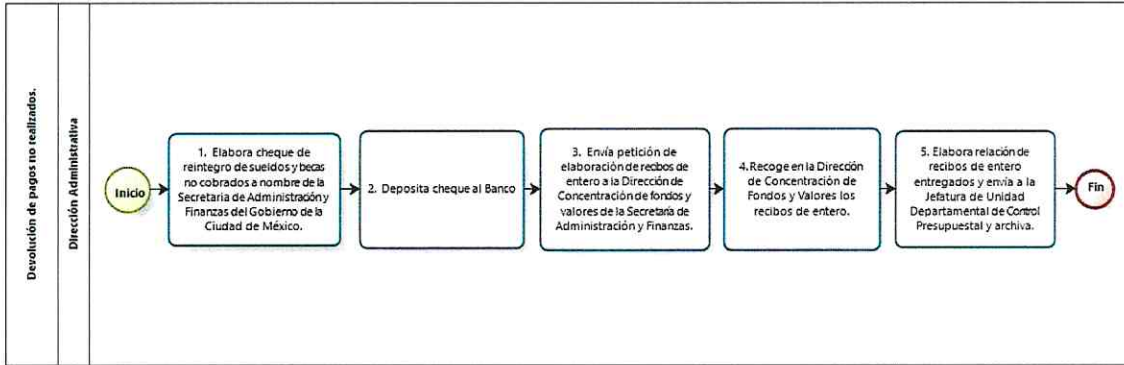 Devolución de pagos no realizados.
Dirección Administrativa
Inicio
1. Elabora cheque de
reintegro de sueldos y becas
no cobrados a nombre de la
Secretaria de Administración y
Finanzas del Gobierno de la
Ciudad de México.
2. Deposita cheque al Banco
3. Envía petición de
elaboración de recibos de
entero a la Dirección de
Concentración de fondos y
valores de la Secretaría de
Administración y Finanzas.
4. Recoge en la Dirección
de Concentración de
Fondos y Valores los
recibos de entero.
5. Elabora relación de
recibos de entero
entregados y envía a la
Jefatura de Unidad
Departamental de Control
Presupuestal y archiva.
Fin